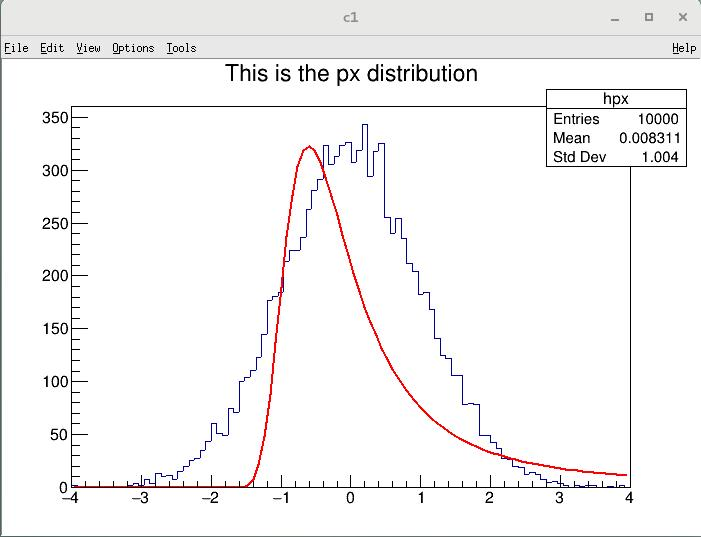 c1
File Edit View Options Tools Help
This is the px distribution
hpx
Entries 10000
Mean 0.008311
Std Dev 1.004
350
300
250
200
150
100
50
0
−4 −3 −2 −1 0 1 2 3 4